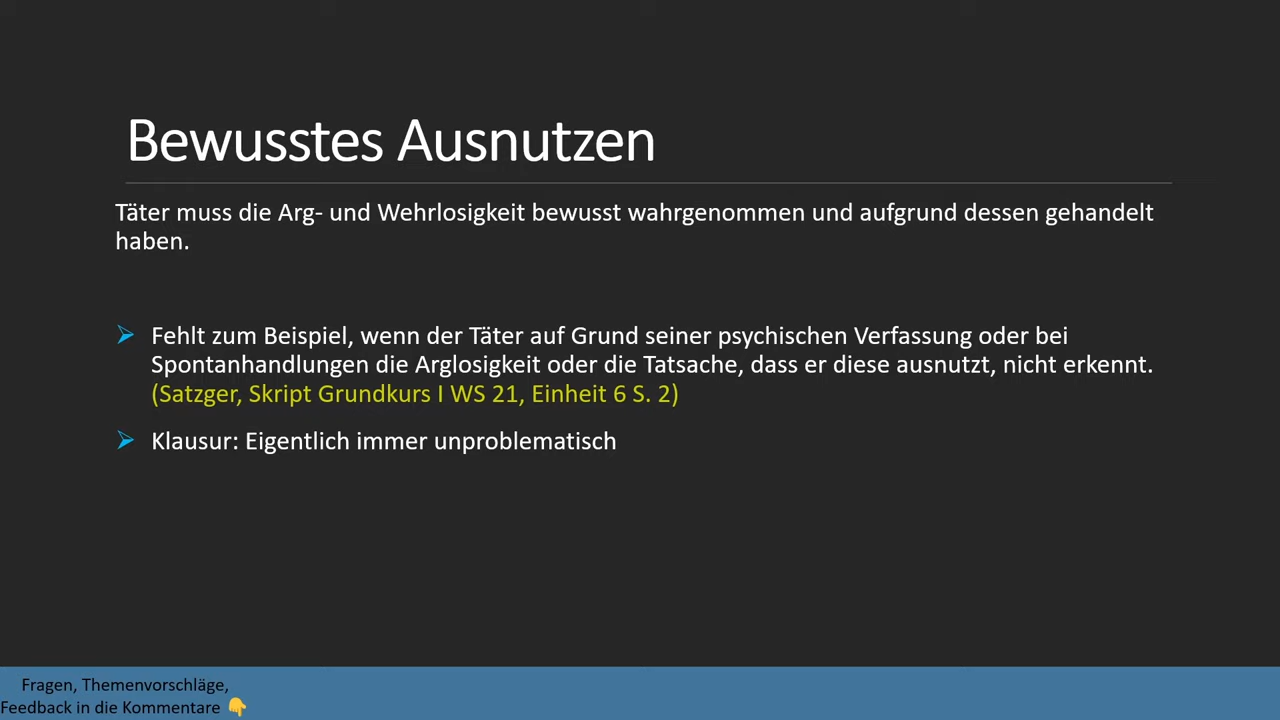 Bewusstes Ausnutzen
Täter muss die Arg- und Wehrlosigkeit bewusst wahrgenommen und aufgrund dessen gehandelt
haben.
Fehlt zum Beispiel, wenn der Täter auf Grund seiner psychischen Verfassung oder bei
Spontanhandlungen die Arglosigkeit oder die Tatsache, dass er diese ausnutzt, nicht erkennt.
(Satzger, Skript Grundkurs I WS 21, Einheit 6 S. 2)
Klausur: Eigentlich immer unproblematisch
Fragen, Themenvorschläge,
Feedback in die Kommentare 👇